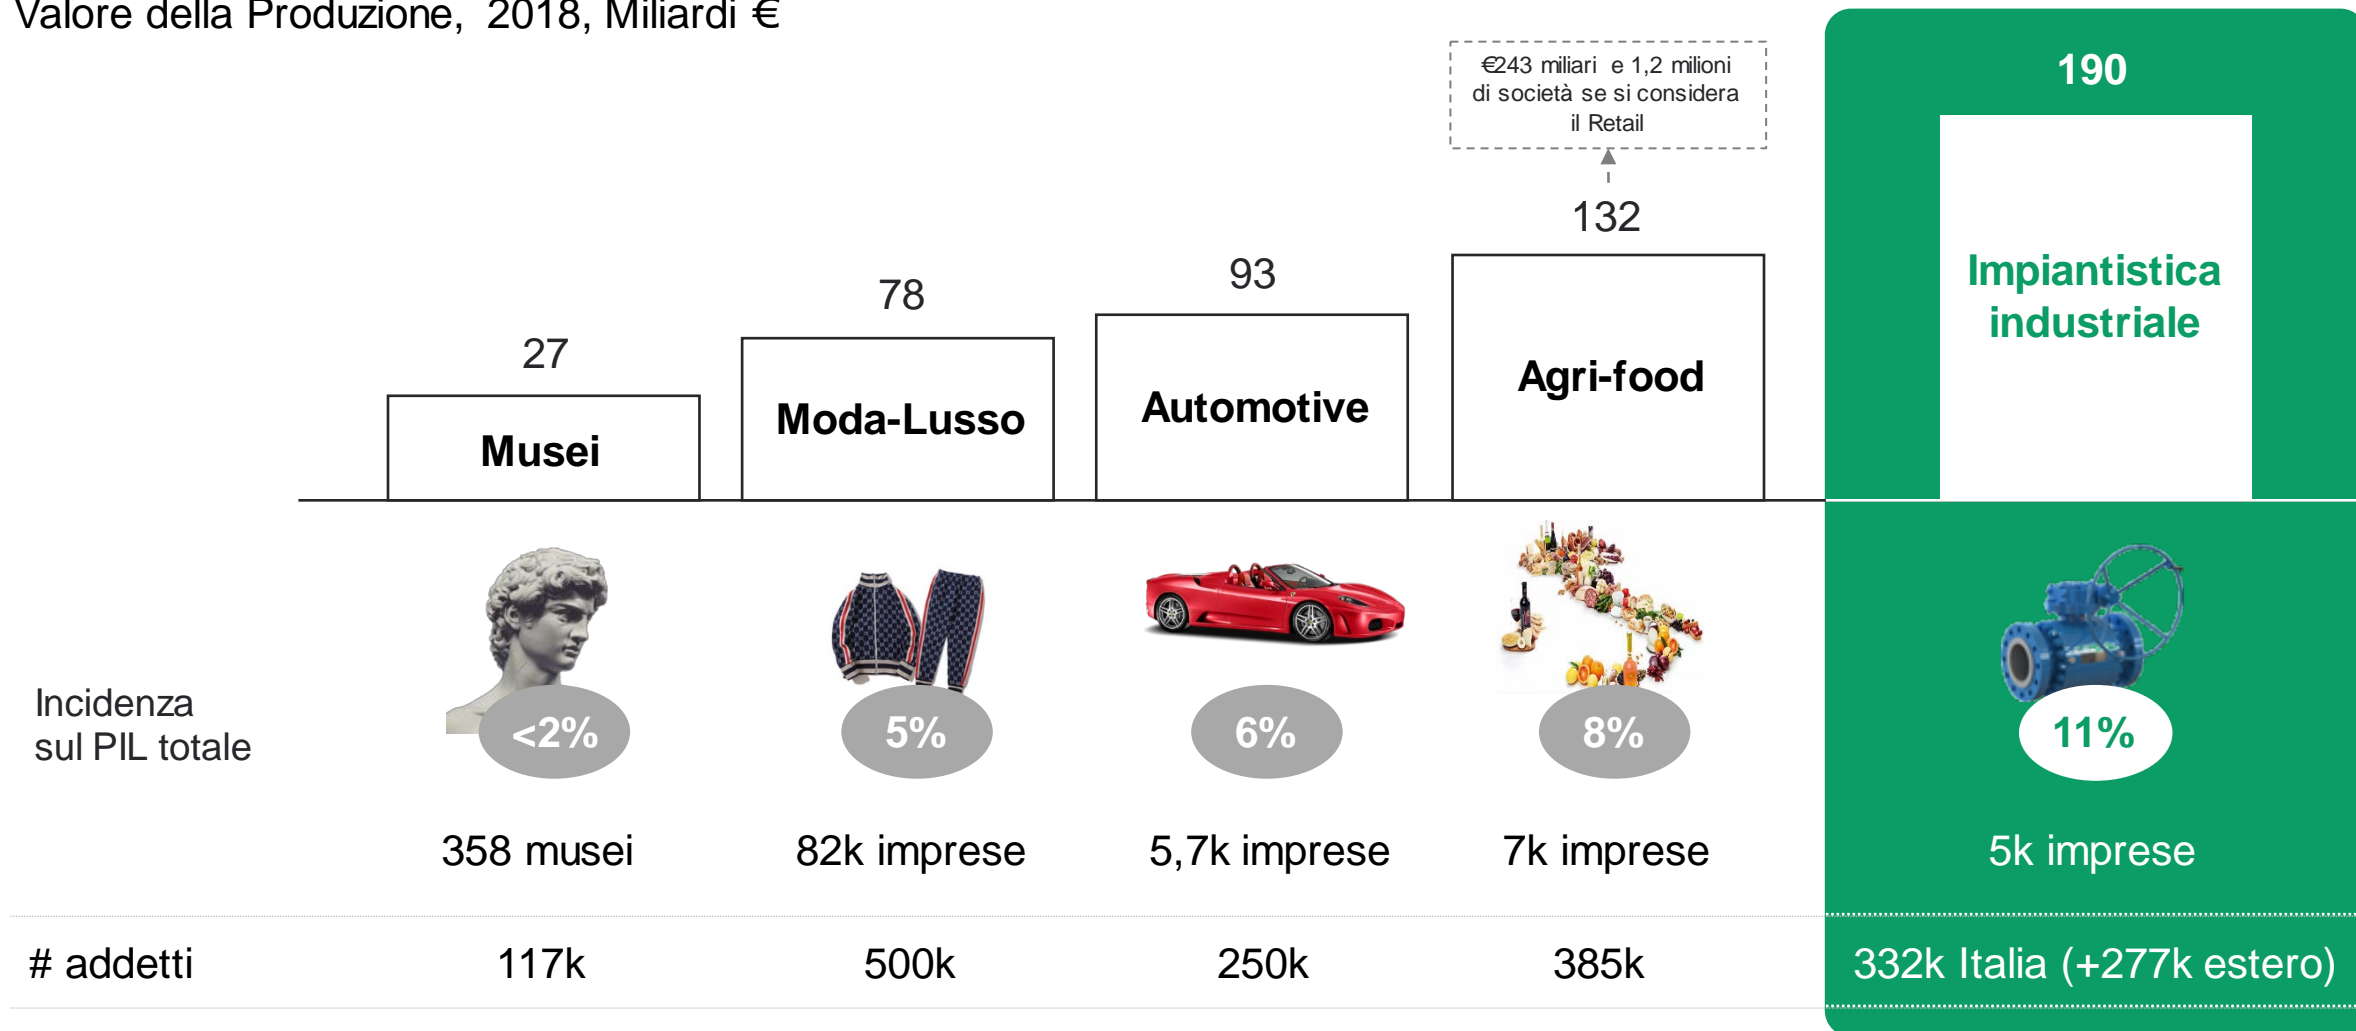 Valore della Produzione, 2018, Miliardi €
€243 miliari e 1,2 milioni
di società se si considera
il Retail
190
132
93
78
27
Impiantistica
industriale
Agri-food
Automotive
Moda-Lusso
Musei
Incidenza
sul PIL totale
<2%
5%
6%
8%
11%
358 musei
82k imprese
5,7k imprese
7k imprese
5k imprese
# addetti
117k
500k
250k
385k
332k Italia (+277k estero)